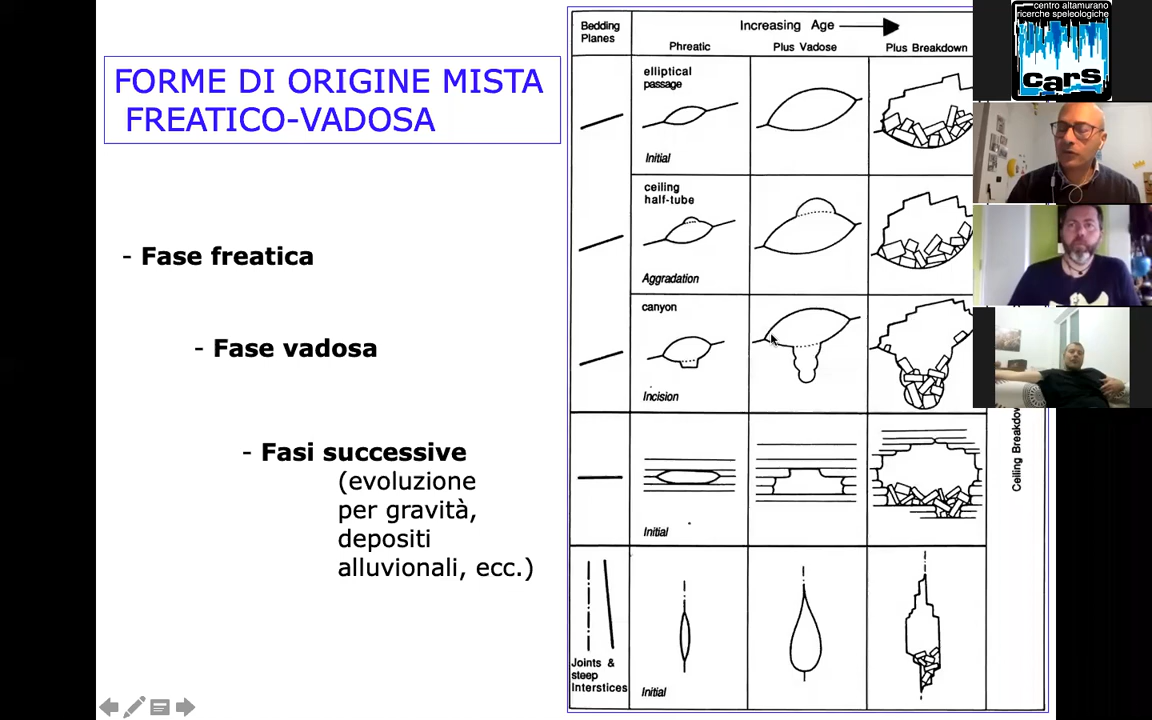 FORME DI ORIGINE MISTA
FREATICO-VADOSA
- Fase freatica
- Fase vadosa
- Fasi successive
(evoluzione
per gravità,
depositi
alluvionali, ecc.)
Bedding
Planes
Increasing Age
Phreatic
Plus Vadose
Plus Breakdown
elliptical
passage
Initial
ceiling
half-tube
Aggradation
canyon
Incision
Initial
Joints &
steep
Interstices
Initial
Ceiling Breakdow
centro altamurano
ricerche speleologiche
cars